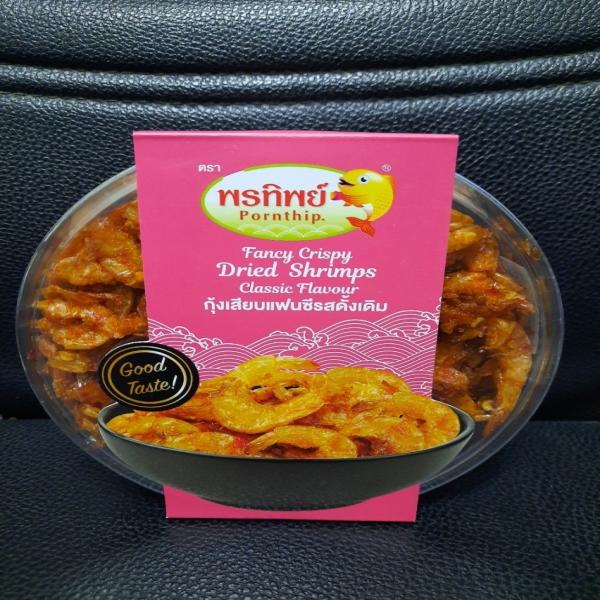 ตรา
พรทิพย์
®
Pornthip.
Fancy Crispy
Dried Shrimps
Classic Flavour
กุ้งเสียบแฟนซีรสดั้งเดิม
Good
Taste!